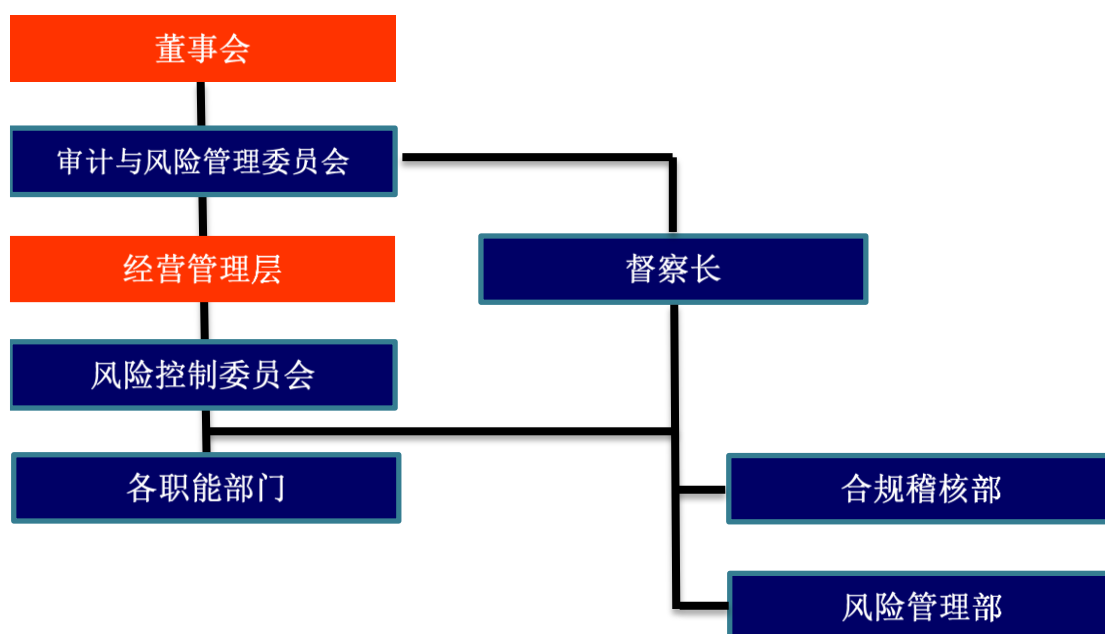 董事会
审计与风险管理委员会
经营管理层
督察长
风险控制委员会
各职能部门
合规稽核部
风险管理部